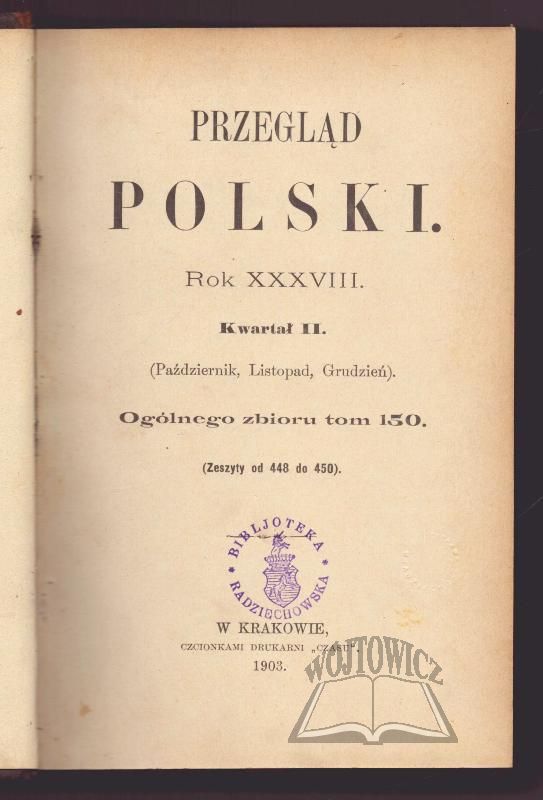 PRZEGLĄD
POLSKI.
Rok XXXVIII.
Kwartał II.
(Październik, Listopad, Grudzień).
Ogólnego zbioru tom 150.
(Zeszyty od 448 do 450).
* BIBLJOTEKA *
RADZIECHOWSKA
W KRAKOWIE,
CZCIONKAMI DRUKARNI „CZASU“.
1903.
WÓJTOWICZ